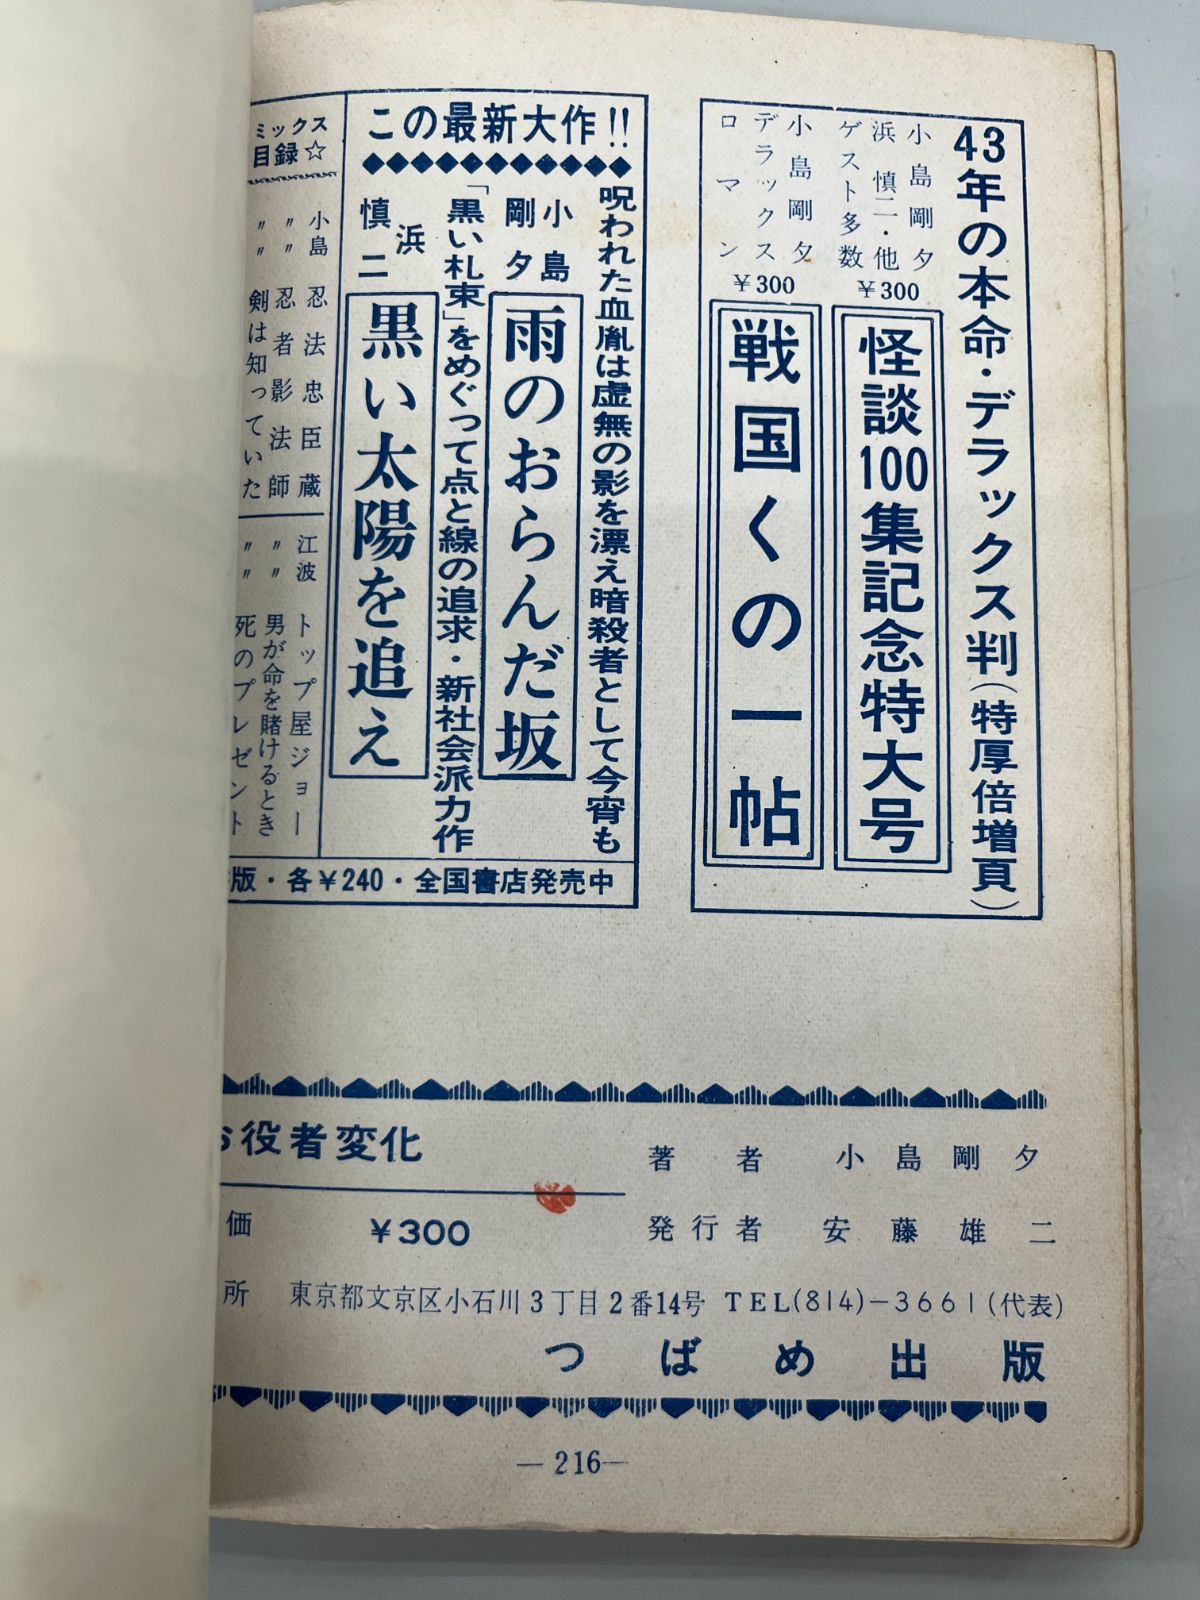 43年の本命・デラックス判(特厚倍増頁)
小島剛夕
浜慎二・他
ゲスト多数
¥300
怪談100集記念特大号
小島剛夕
デラックス
ロマン
¥300
戦国くの一帖
この最新大作!!
呪われた血胤は虚無の影を漂え暗殺者として今宵も
小島
剛夕
雨のおらんだ坂
「黒い札束」をめぐって点と線の追求・新社会派力作
浜
慎二
黒い太陽を追え
ミックス
目録☆
小島 忍法忠臣蔵
〃 忍者影法師
〃 剣は知っていた
江波 トップ屋ジョー
〃 男が命を賭けるとき
〃 死のプレゼント
版・各¥240・全国書店発売中
お役者変化
著者 小島剛夕
価 ¥300
発行者 安藤雄二
所 東京都文京区小石川3丁目2番14号 TEL(814)-3661(代表)
つばめ出版
—216—